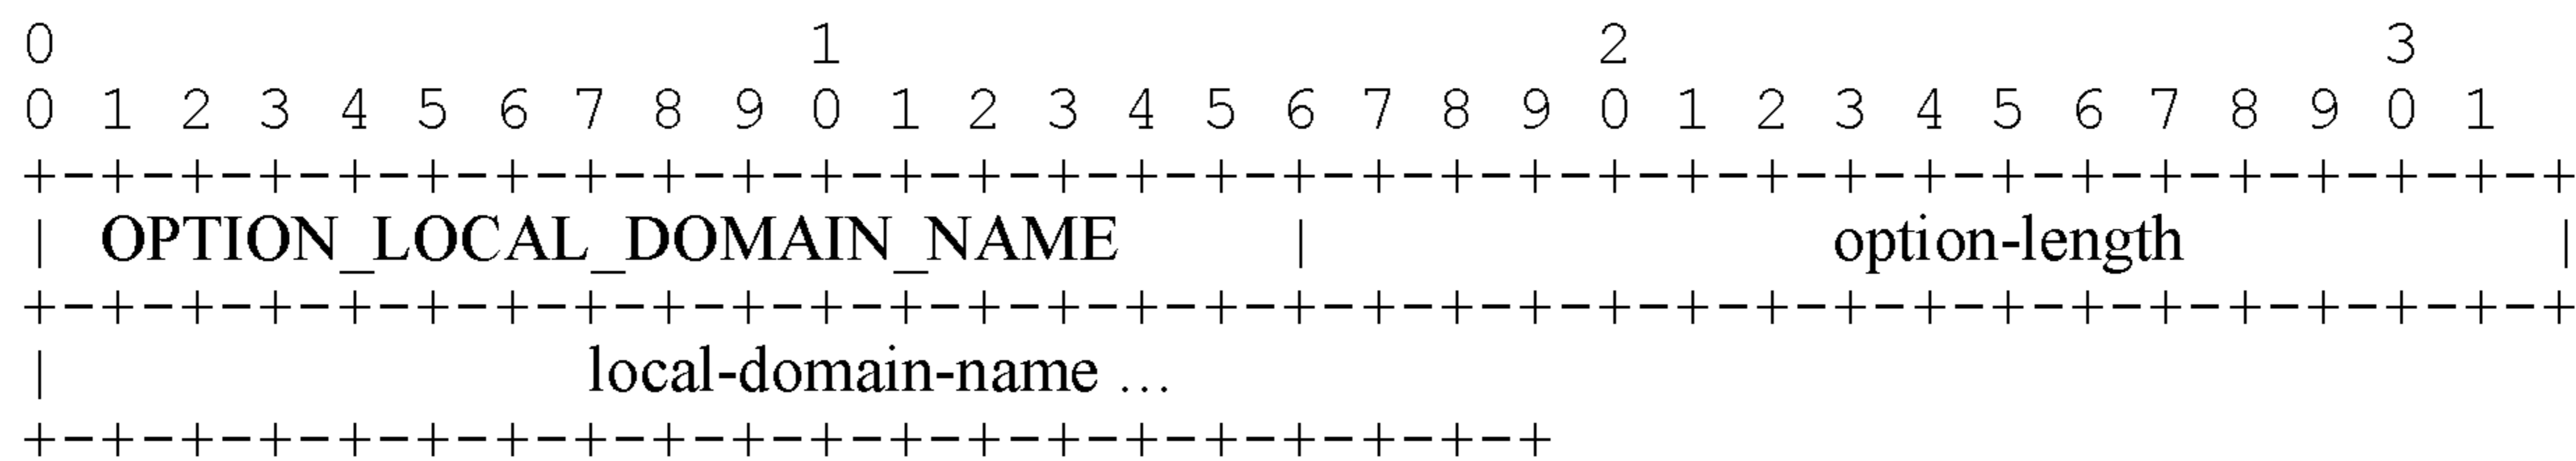 0                   1                   2                   3
0 1 2 3 4 5 6 7 8 9 0 1 2 3 4 5 6 7 8 9 0 1 2 3 4 5 6 7 8 9 0 1
+-+-+-+-+-+-+-+-+-+-+-+-+-+-+-+-+-+-+-+-+-+-+-+-+-+-+-+-+-+-+-+-+
| OPTION_LOCAL_DOMAIN_NAME | option-length |
+-+-+-+-+-+-+-+-+-+-+-+-+-+-+-+-+-+-+-+-+-+-+-+-+-+-+-+-+-+-+-+-+
| local-domain-name ...
+-+-+-+-+-+-+-+-+-+-+-+-+-+-+-+-+-+-+-+